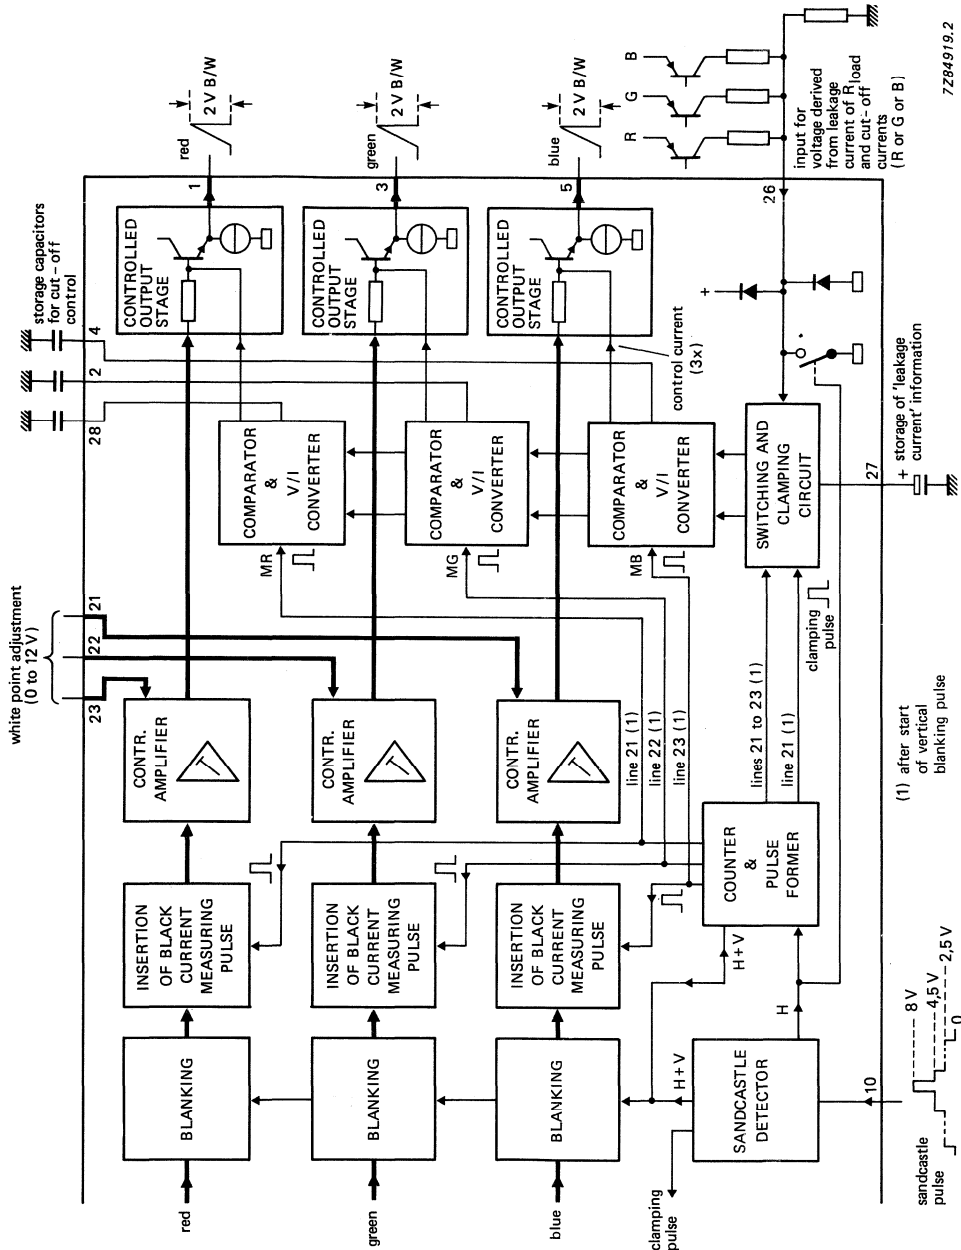 white point adjustment
(0 to 12 V)
23
22
21
28
2
4
storage capacitors
for cut-off
control
red
BLANKING
INSERTION
OF BLACK
CURRENT
MEASURING
PULSE
CONTR.
AMPLIFIER
COMPARATOR
&
V/I
CONVERTER
MR
CONTROLLED
OUTPUT
STAGE
1
red
2 V B/W
green
BLANKING
INSERTION
OF BLACK
CURRENT
MEASURING
PULSE
CONTR.
AMPLIFIER
COMPARATOR
&
V/I
CONVERTER
MG
CONTROLLED
OUTPUT
STAGE
3
green
2 V B/W
blue
BLANKING
INSERTION
OF BLACK
CURRENT
MEASURING
PULSE
CONTR.
AMPLIFIER
COMPARATOR
&
V/I
CONVERTER
MB
CONTROLLED
OUTPUT
STAGE
5
blue
2 V B/W
line 21 (1)
line 22 (1)
line 23 (1)
control current
(3x)
R
G
B
clamping
pulse
H+V
SANDCASTLE
DETECTOR
H
H+V
COUNTER
&
PULSE
FORMER
lines 21 to 23 (1)
line 21 (1)
clamping
pulse
SWITCHING AND
CLAMPING
CIRCUIT
+
*
26
input for
voltage derived
from leakage
current of Rload
and cut-off
currents
(R or G or B)
10
sandcastle
pulse
8 V
4,5 V
2,5 V
0
(1) after start
of vertical
blanking pulse
27
+
storage of 'leakage
current' information
7Z84919.2